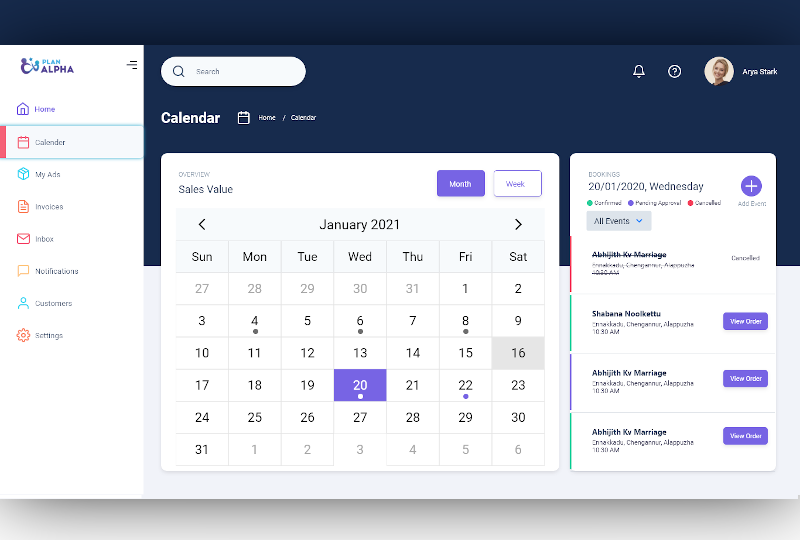 PLAN
ALPHA
Home
Calender
My Ads
Invoices
Inbox
Notifications
Customers
Settings
Search
Arya Stark
Calendar
Home / Calendar
OVERVIEW
Sales Value
Month
Week
January 2021
Sun Mon Tue Wed Thu Fri Sat
27 28 29 30 31 1 2
3 4 5 6 7 8 9
10 11 12 13 14 15 16
17 18 19 20 21 22 23
24 25 26 27 28 29 30
31 1 2 3 4 5 6
BOOKINGS
20/01/2020, Wednesday
Add Event
Confirmed Pending Approval Cancelled
All Events
Abhijith Kv Marriage
Ennakkadu, Chengannur, Alappuzha
10:30 AM
Cancelled
Shabana Noolkettu
Ennakkadu, Chengannur, Alappuzha
10:30 AM
View Order
Abhijith Kv Marriage
Ennakkadu, Chengannur, Alappuzha
10:30 AM
View Order
Abhijith Kv Marriage
Ennakkadu, Chengannur, Alappuzha
10:30 AM
View Order